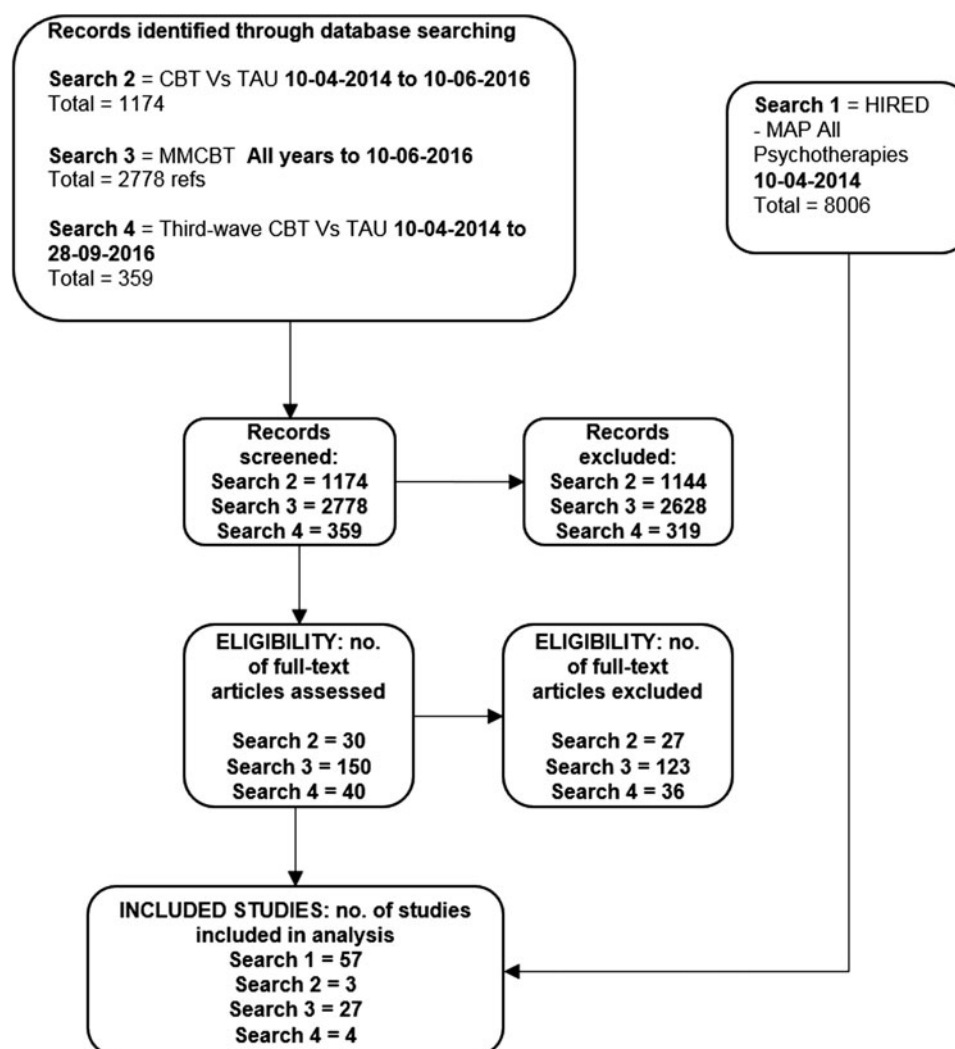 Records identified through database searching
Search 2 = CBT Vs TAU 10-04-2014 to 10-06-2016
Total = 1174
Search 3 = MMCBT All years to 10-06-2016
Total = 2778 refs
Search 4 = Third-wave CBT Vs TAU 10-04-2014 to
28-09-2016
Total = 359
Search 1 = HIRED
- MAP All
Psychotherapies
10-04-2014
Total = 8006
Records
screened:
Search 2 = 1174
Search 3 = 2778
Search 4 = 359
Records
excluded:
Search 2 = 1144
Search 3 = 2628
Search 4 = 319
ELIGIBILITY: no.
of full-text
articles assessed
Search 2 = 30
Search 3 = 150
Search 4 = 40
ELIGIBILITY: no.
of full-text
articles excluded
Search 2 = 27
Search 3 = 123
Search 4 = 36
INCLUDED STUDIES: no. of studies
included in analysis
Search 1 = 57
Search 2 = 3
Search 3 = 27
Search 4 = 4